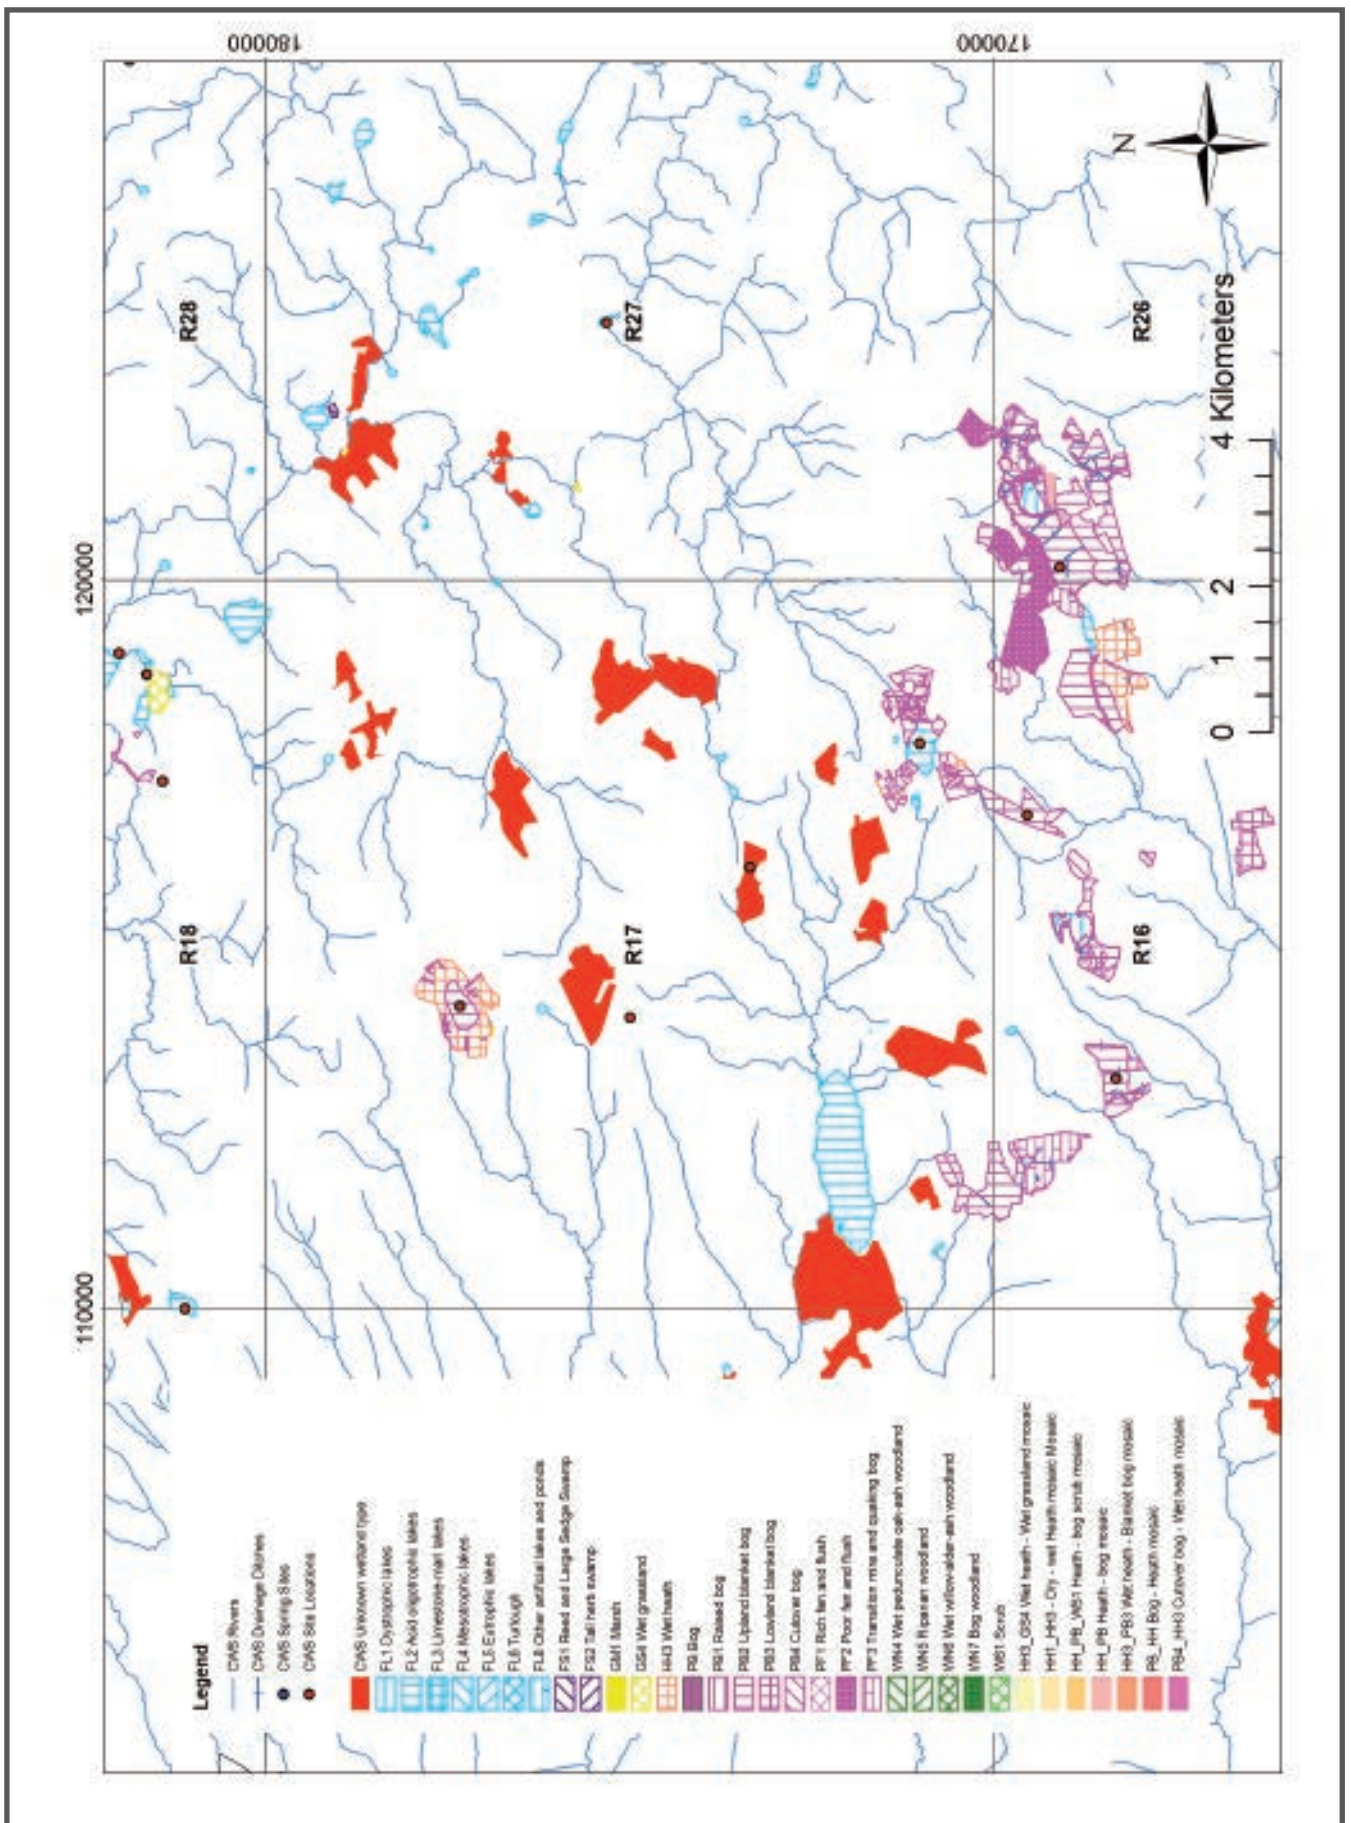 180000
170000
N
R28
R27
R26
120000
4 Kilometers
2
1
0
R18
R17
R16
110000
Legend
CWS Rivers
CWS Drainage Ditches
CWS Spring Sites
CWS Site Locations
CWS Unknown wetland type
FL1 Dystrophic lakes
FL2 Acid oligotrophic lakes
FL3 Limestone-marl lakes
FL4 Mesotrophic lakes
FL5 Eutrophic lakes
FL6 Turlough
FL8 Other artificial lakes and ponds
FS1 Reed and Large Sedge Swamp
FS2 Tall herb swamp
GM1 Marsh
GS4 Wet grassland
HH3 Wet heath
PB Bog
PB1 Raised bog
PB2 Upland blanket bog
PB3 Lowland blanket bog
PB4 Cutover bog
PF1 Rich fen and flush
PF2 Poor fen and flush
PF3 Transition mire and quaking bog
WN4 Wet pedunculate oak-ash woodland
WN5 Riparian woodland
WN6 Wet willow-alder-ash woodland
WN7 Bog woodland
WS1 Scrub
HH3_GS4 Wet heath - Wet grassland mosaic
HH1_HH3 - Dry - wet Heath mosaic Mosaic
HH_PB_WS1 Heath - bog scrub mosaic
HH_PB Heath - bog mosaic
HH3_PB3 Wet heath - Blanket bog mosaic
PB_HH Bog - Heath mosaic
PB4_HH3 Cutover bog - Wet heath mosaic